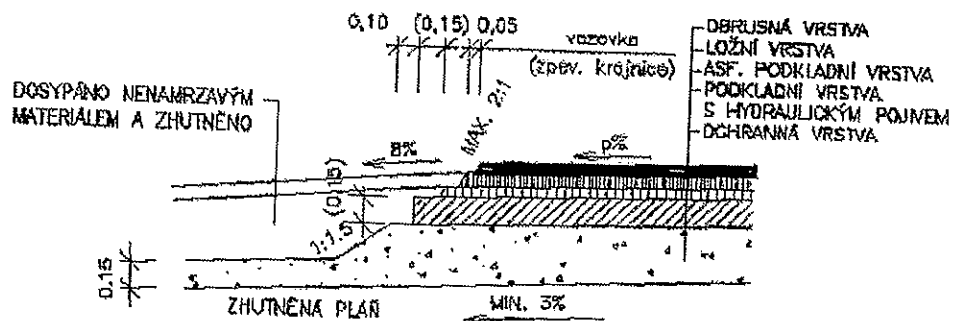 0,10 (0,15) 0,05
vozovka
(zpev. krajnice)
OBRUSNÁ VRSTVA
LOŽNÍ VRSTVA
ASF. PODKLADNÍ VRSTVA
PODKLADNÍ VRSTVA
S HYDRAULICKÝM POJIVEM
OCHRANNÁ VRSTVA
DOSYPÁNO NENAMRZAVÝM
MATERIÁLEM A ZHUTNĚNO
MAX. 2:1
8%
p%
(0,15)
1:1.5
0,15
ZHUTNĚNÁ PLÁŇ
MIN. 3%